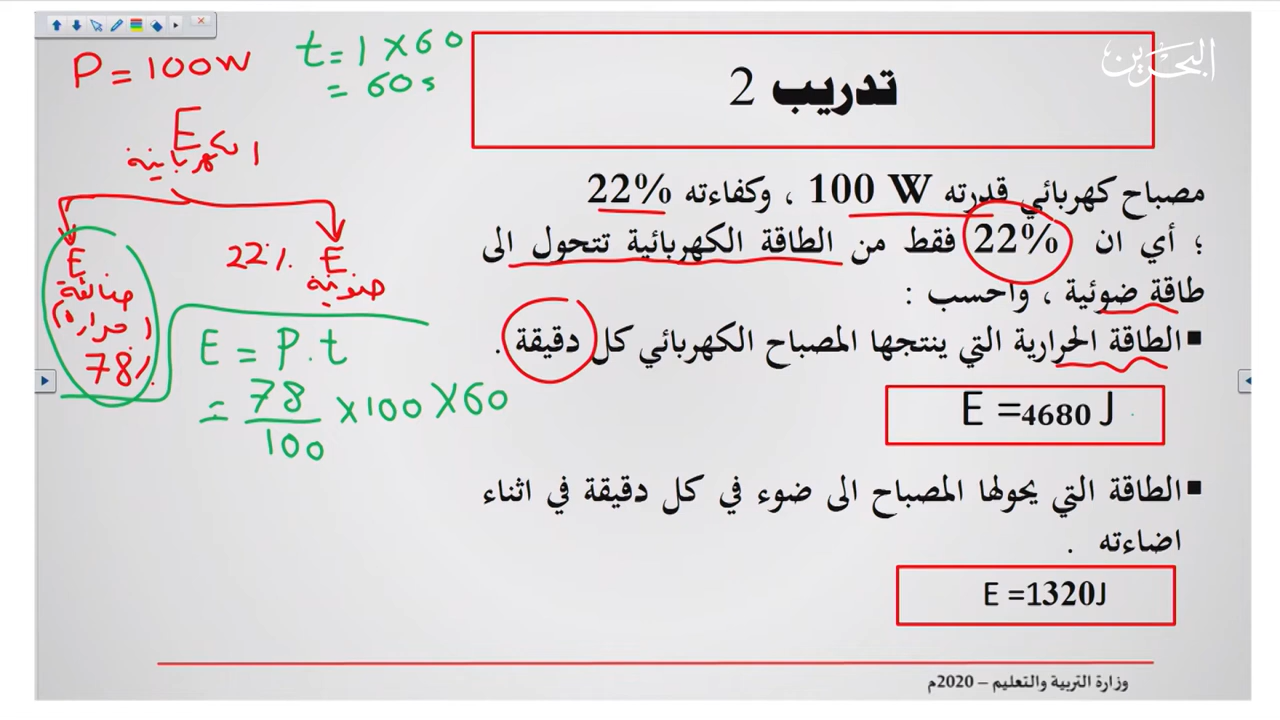 البحرين
تدريب 2
مصباح كهربائي قدرته 100 W ، وكفاءته 22%
؛ أي ان 22% فقط من الطاقة الكهربائية تتحول الى
طاقة ضوئية ، واحسب :
▪ الطاقة الحرارية التي ينتجها المصباح الكهربائي كل دقيقة .
E =4680 J
▪ الطاقة التي يحولها المصباح الى ضوء في كل دقيقة في اثناء
اضاءته .
E =1320J
P = 100W
t = 1 × 60
= 60 s
E
الكهربائية
22% E
ضوئية
E
ضائعة
(حرارة)
78%
E = P.t
= 78/100 × 100 × 60
وزارة التربية والتعليم – 2020م